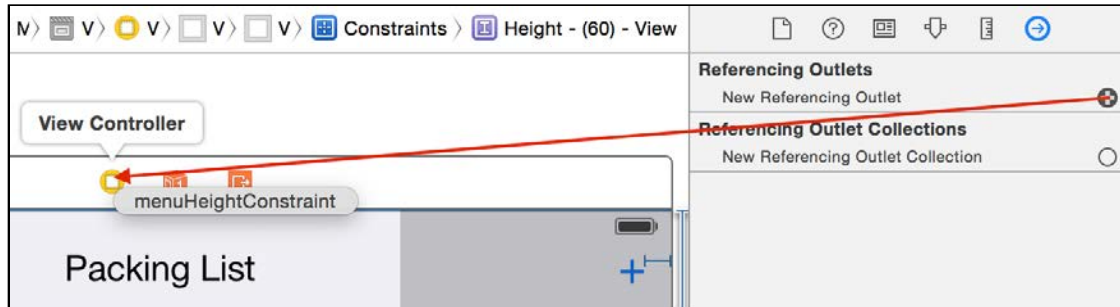 M〉 V〉 V〉 V〉 V〉 Constraints 〉 Height - (60) - View
Referencing Outlets
New Referencing Outlet
Referencing Outlet Collections
New Referencing Outlet Collection
View Controller
menuHeightConstraint
Packing List